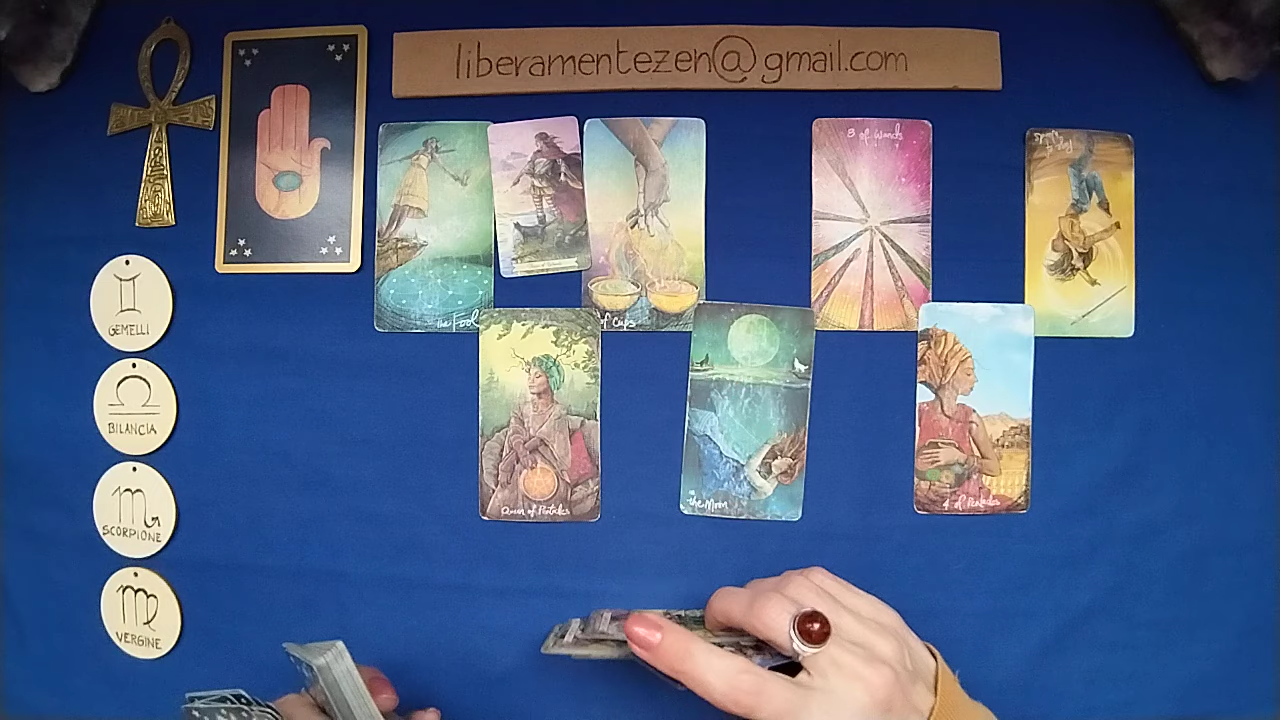 liberamentezen@gmail.com
GEMELLI
BILANCIA
SCORPIONE
VERGINE
the Fool
of Cups
8 of Wands
Queen of Pentacles
the Moon
4 of Pentacles